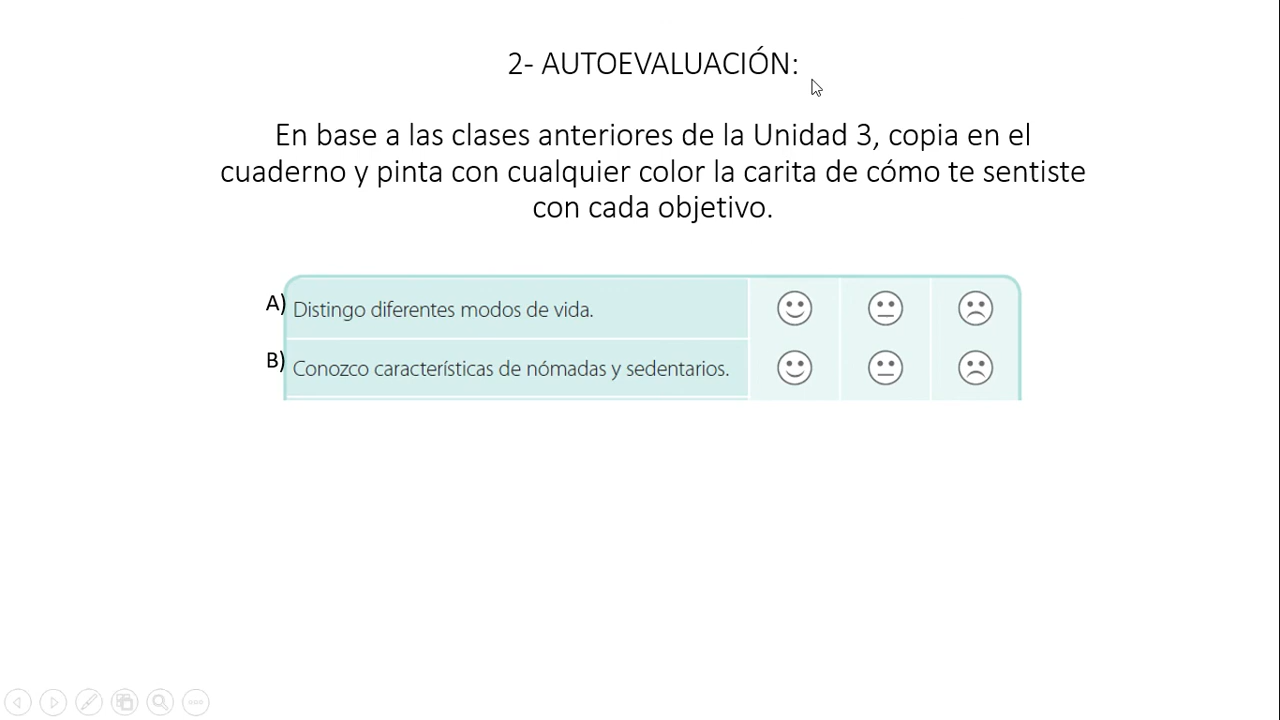 2- AUTOEVALUACIÓN:
En base a las clases anteriores de la Unidad 3, copia en el
cuaderno y pinta con cualquier color la carita de cómo te sentiste
con cada objetivo.
A) Distingo diferentes modos de vida.
B) Conozco características de nómadas y sedentarios.